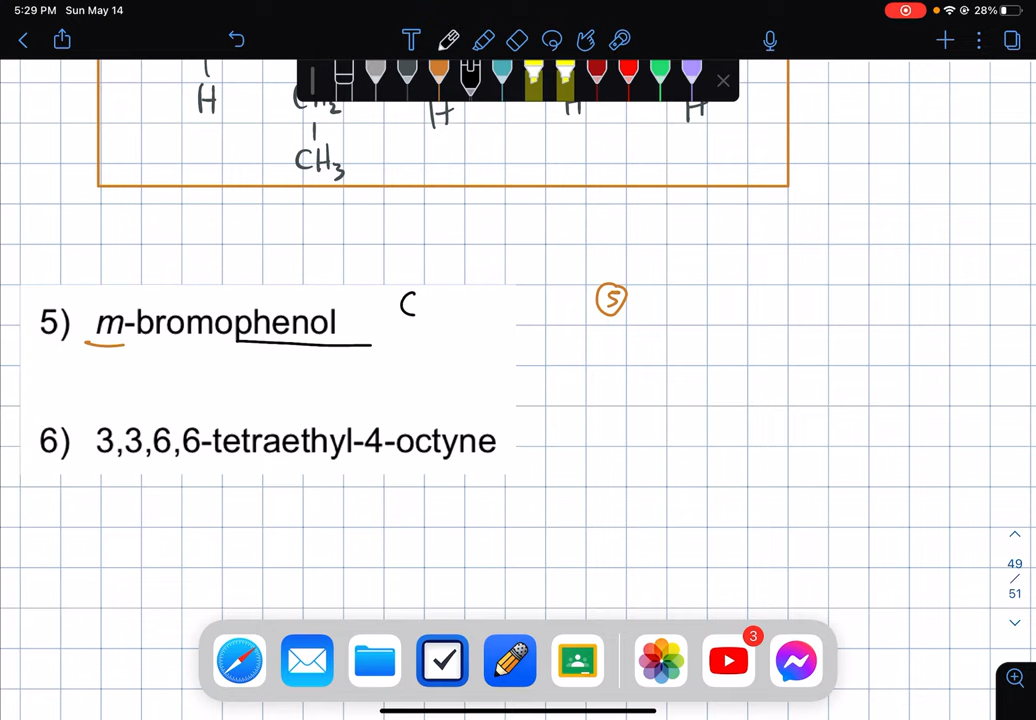 5:29 PM Sun May 14
28%
H
CH2
H
H
H
CH3
5) m-bromophenol
C
5
6) 3,3,6,6-tetraethyl-4-octyne
49
/
51
3